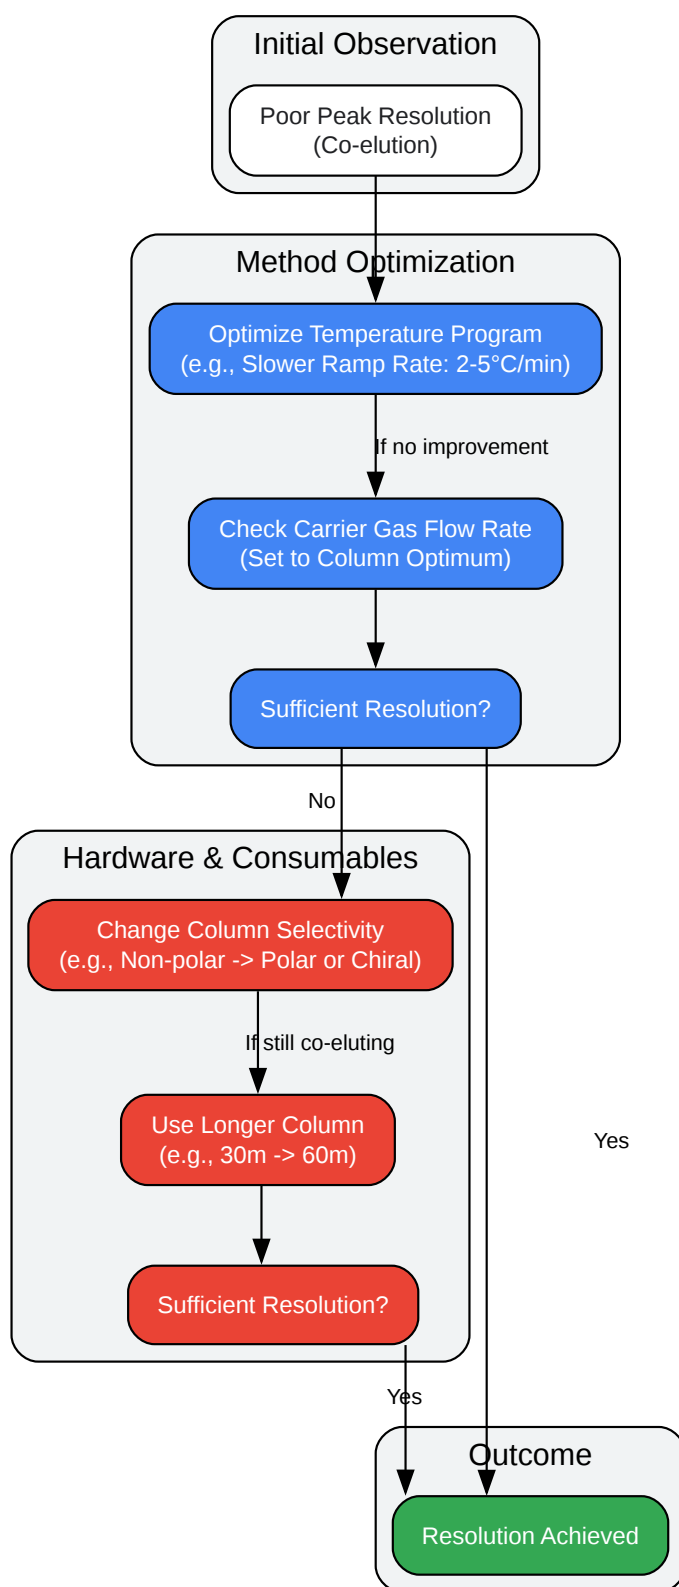 Initial Observation
Poor Peak Resolution
(Co-elution)
Method Optimization
Optimize Temperature Program
(e.g., Slower Ramp Rate: 2-5°C/min)
If no improvement
Check Carrier Gas Flow Rate
(Set to Column Optimum)
Sufficient Resolution?
No
Hardware & Consumables
Change Column Selectivity
(e.g., Non-polar -> Polar or Chiral)
If still co-eluting
Use Longer Column
(e.g., 30m -> 60m)
Yes
Sufficient Resolution?
Yes
Outcome
Resolution Achieved